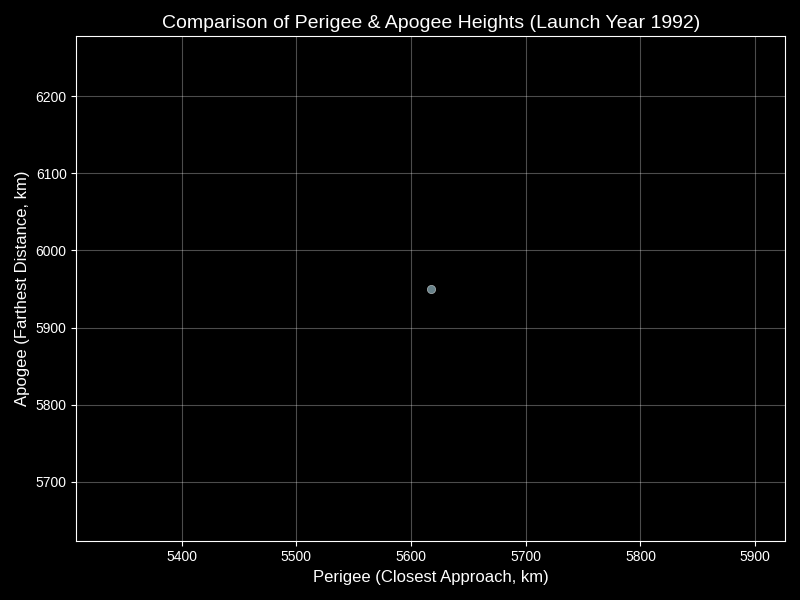 Comparison of Perigee & Apogee Heights (Launch Year 1992)
Apogee (Farthest Distance, km)
6200
6100
6000
5900
5800
5700
5400 5500 5600 5700 5800 5900
Perigee (Closest Approach, km)